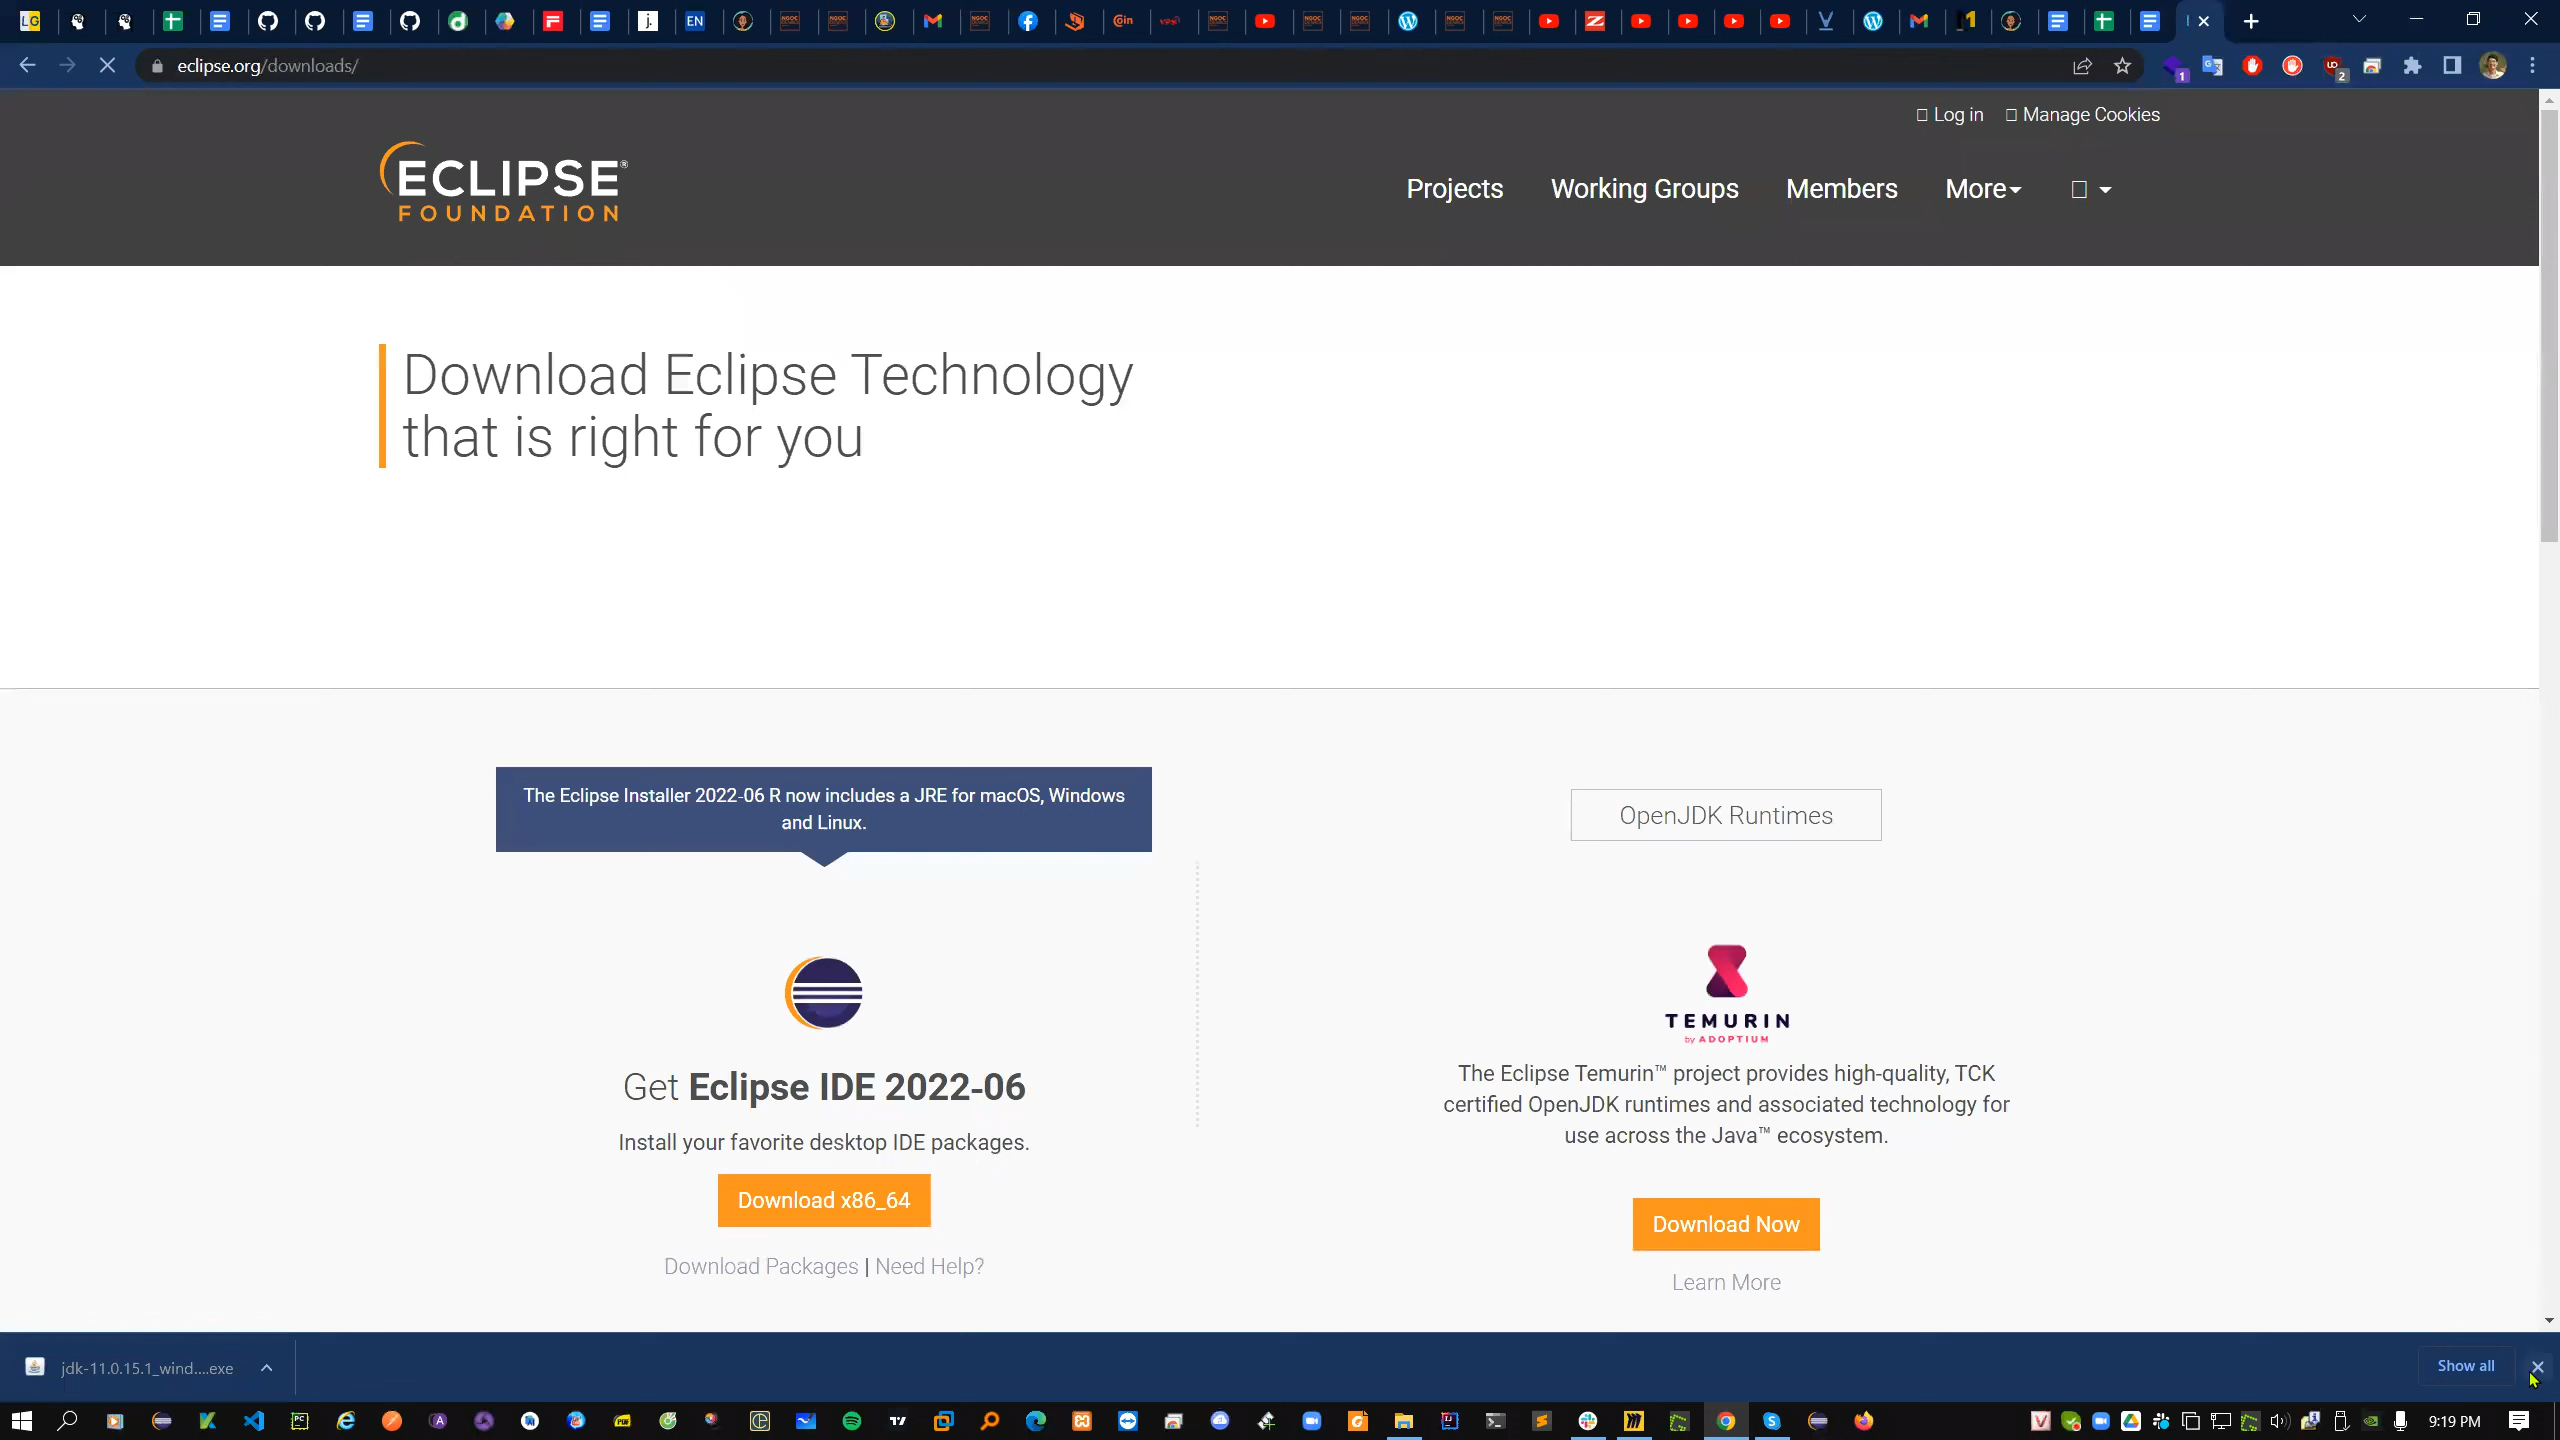 eclipse.org/downloads/
Log in Manage Cookies
ECLIPSE®
FOUNDATION
Projects Working Groups Members More
Download Eclipse Technology
that is right for you
The Eclipse Installer 2022-06 R now includes a JRE for macOS, Windows
and Linux.
Get Eclipse IDE 2022-06
Install your favorite desktop IDE packages.
Download x86_64
Download Packages | Need Help?
OpenJDK Runtimes
TEMURIN
by ADOPTIUM
The Eclipse Temurin™ project provides high-quality, TCK
certified OpenJDK runtimes and associated technology for
use across the Java™ ecosystem.
Download Now
Learn More
jdk-11.0.15.1_wind....exe
Show all
9:19 PM